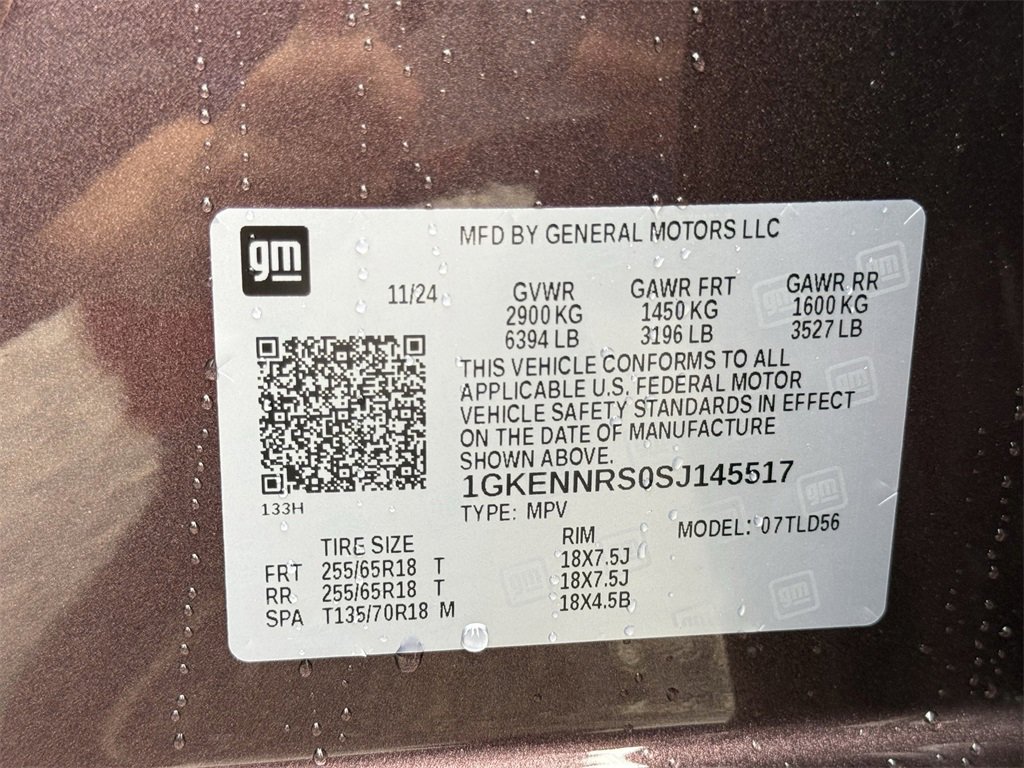 gm
MFD BY GENERAL MOTORS LLC
11/24 GVWR GAWR FRT GAWR RR
2900 KG 1450 KG 1600 KG
6394 LB 3196 LB 3527 LB
THIS VEHICLE CONFORMS TO ALL
APPLICABLE U.S. FEDERAL MOTOR
VEHICLE SAFETY STANDARDS IN EFFECT
ON THE DATE OF MANUFACTURE
SHOWN ABOVE.
1GKENNRS0SJ145517
133H
TYPE: MPV MODEL: 07TLD56
TIRE SIZE RIM
FRT 255/65R18 T 18X7.5J
RR 255/65R18 T 18X7.5J
SPA T135/70R18 M 18X4.5B